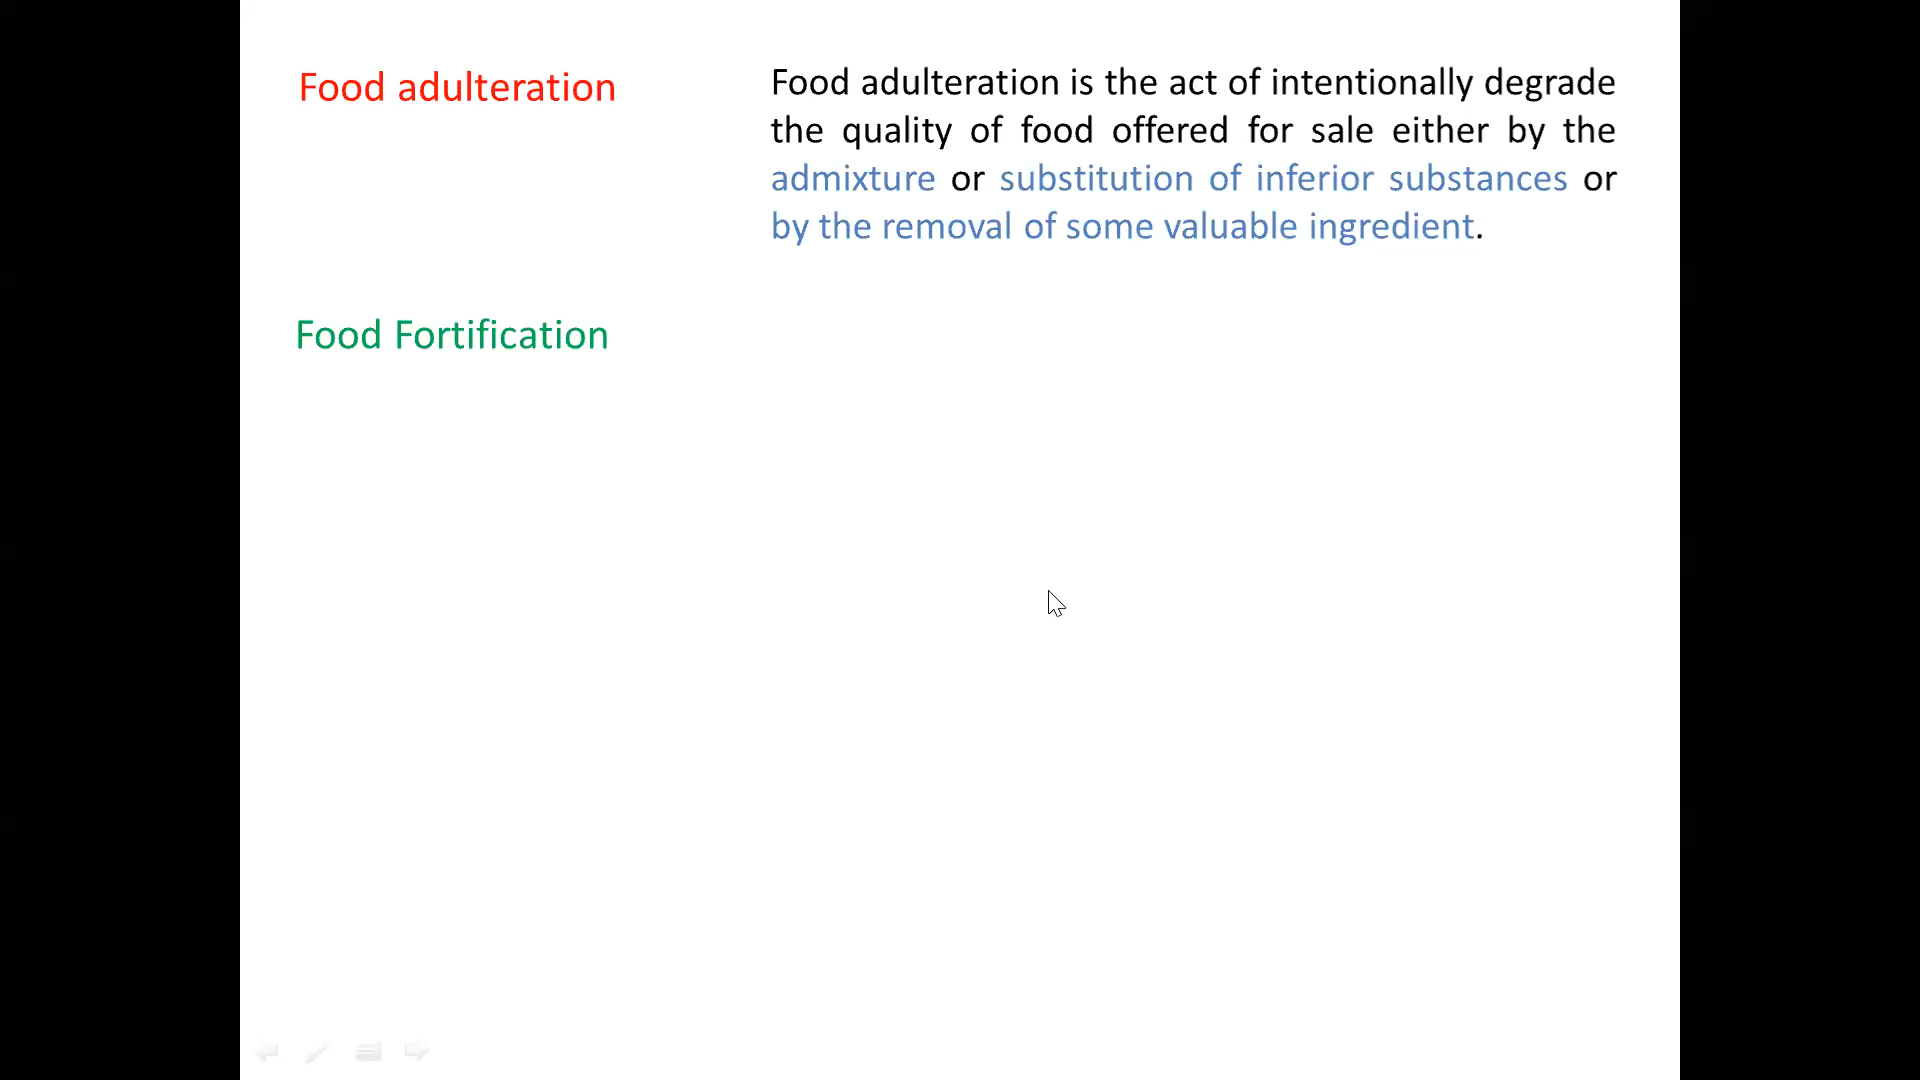 Food adulteration
Food adulteration is the act of intentionally degrade
the quality of food offered for sale either by the
admixture or substitution of inferior substances or
by the removal of some valuable ingredient.
Food Fortification